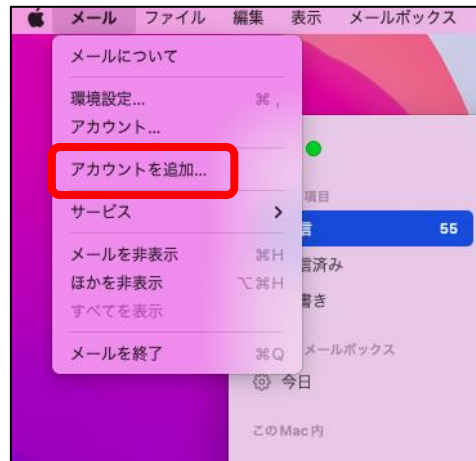 メール ファイル 編集 表示 メールボックス
メールについて
環境設定... ⌘ ,
アカウント...
アカウントを追加...
項目
サービス >
信 55
メールを非表示 ⌘H
信済み
ほかを非表示 ⌥⌘H
書き
すべてを表示
メールボックス
メールを終了 ⌘Q
今日
このMac内